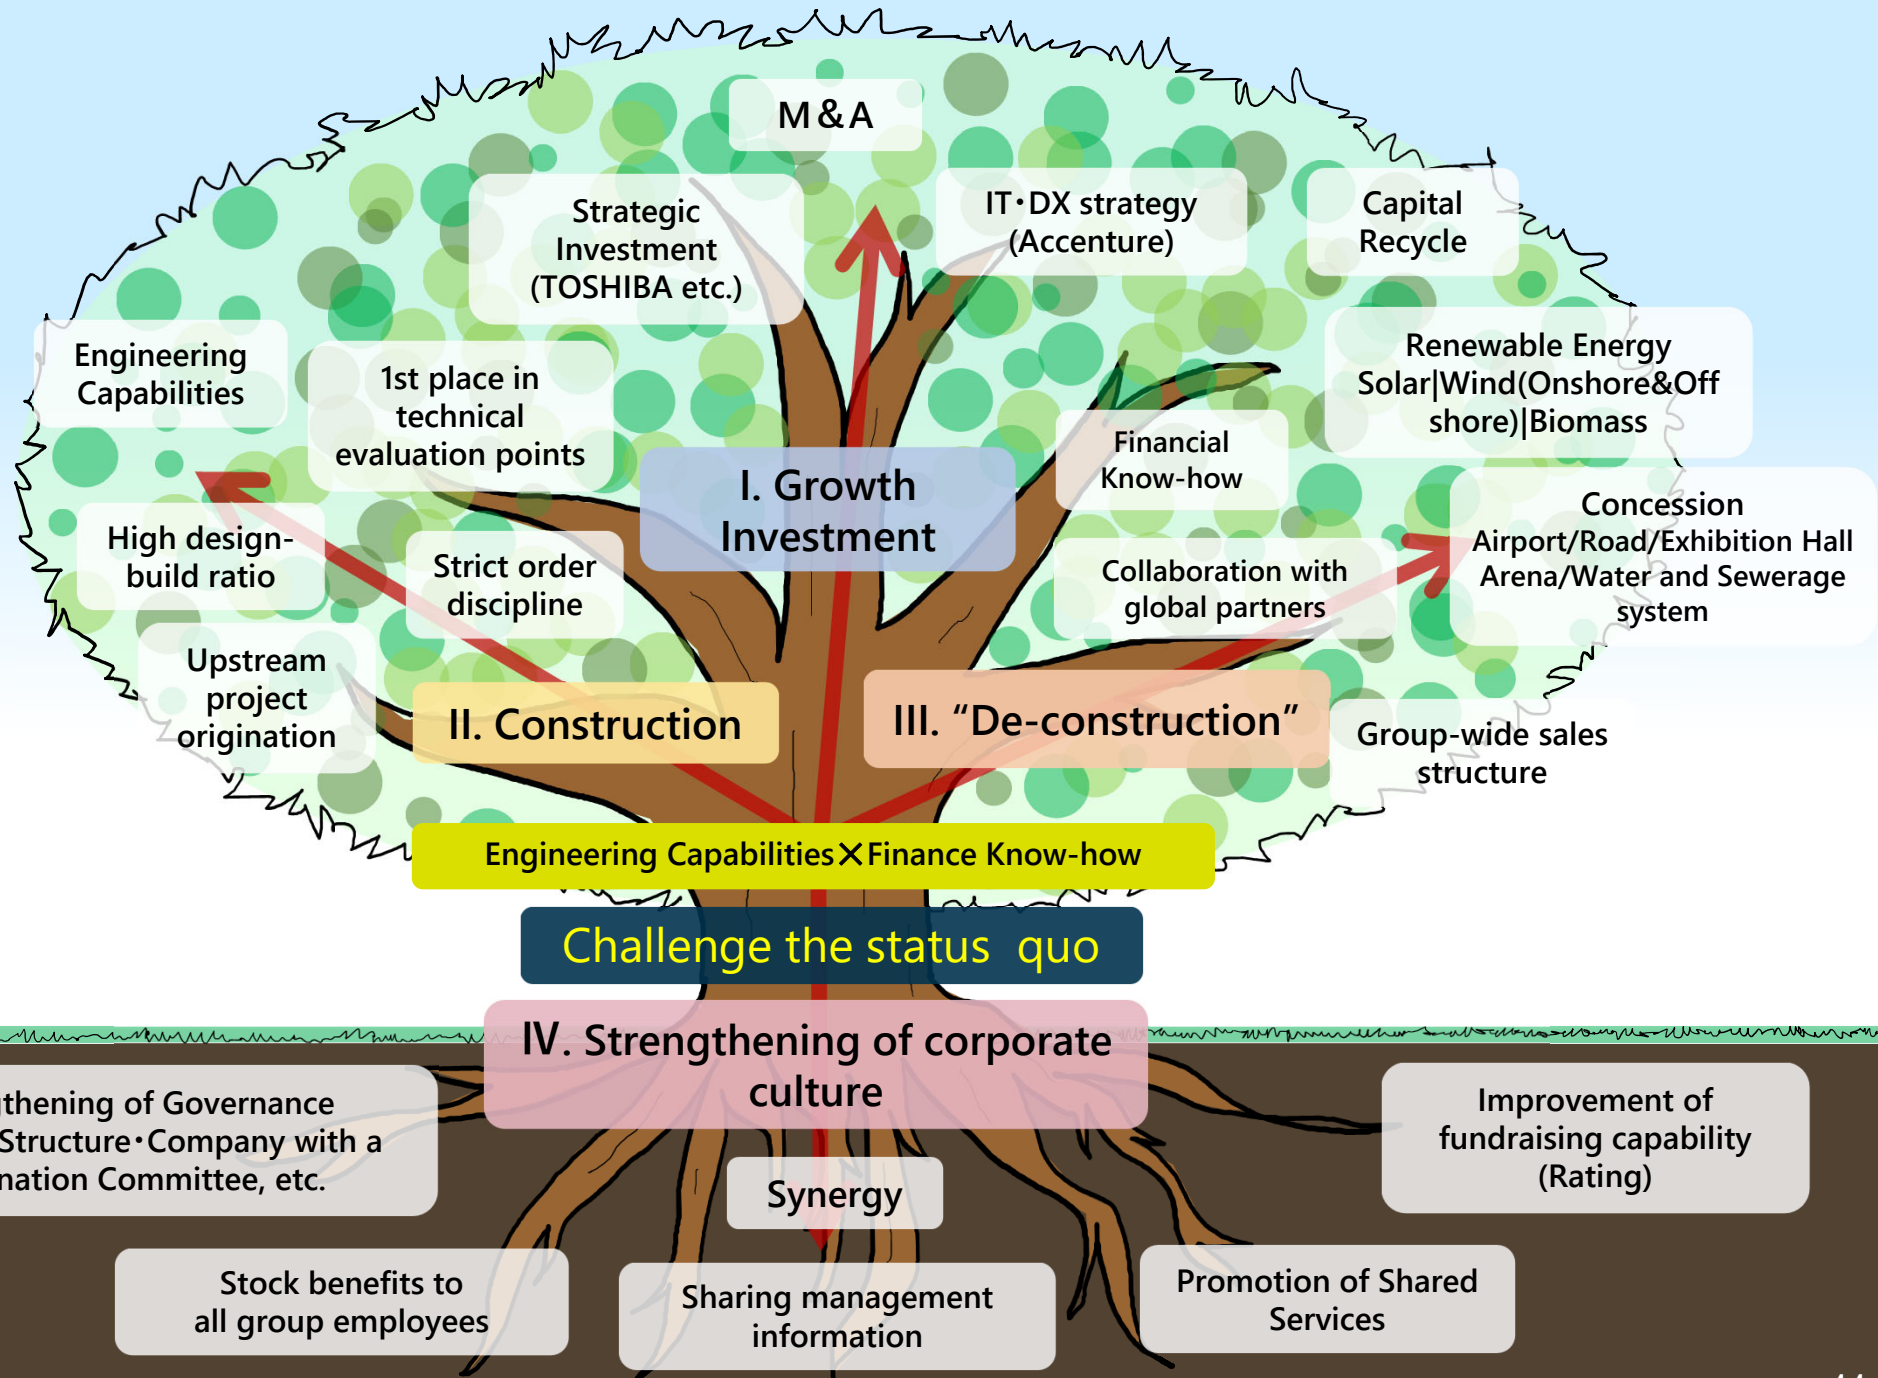 M&A
Strategic
Investment
(TOSHIBA etc.)
IT・DX strategy
(Accenture)
Capital
Recycle
Engineering
Capabilities
1st place in
technical
evaluation points
Renewable Energy
Solar|Wind(Onshore&Off
shore)|Biomass
I. Growth
Investment
Financial
Know-how
High design-
build ratio
Strict order
discipline
Collaboration with
global partners
Concession
Airport/Road/Exhibition Hall
Arena/Water and Sewerage
system
Upstream
project
origination
II. Construction
III. “De-construction”
Group-wide sales
structure
Engineering Capabilities×Finance Know-how
Challenge the status quo
Ⅳ. Strengthening of corporate
culture
of Governance
Structure・Company with a
Committee, etc.
Synergy
Improvement of
fundraising capability
(Rating)
Stock benefits to
all group employees
Sharing management
information
Promotion of Shared
Services